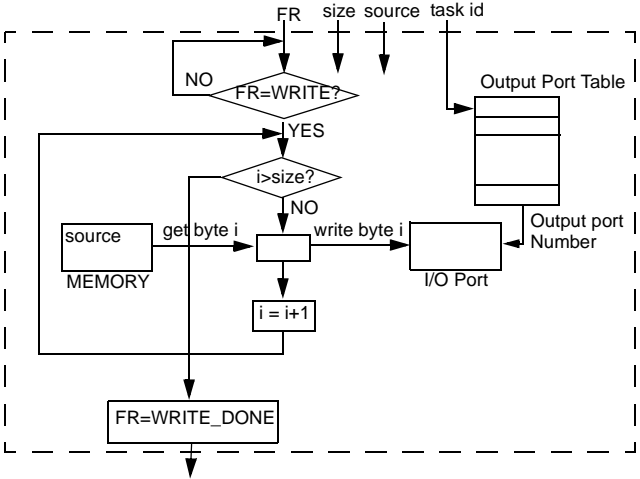 FR
size
source
task id
NO
FR=WRITE?
Output Port Table
YES
i>size?
NO
source
get byte i
write byte i
Output port
Number
MEMORY
I/O Port
i = i+1
FR=WRITE_DONE